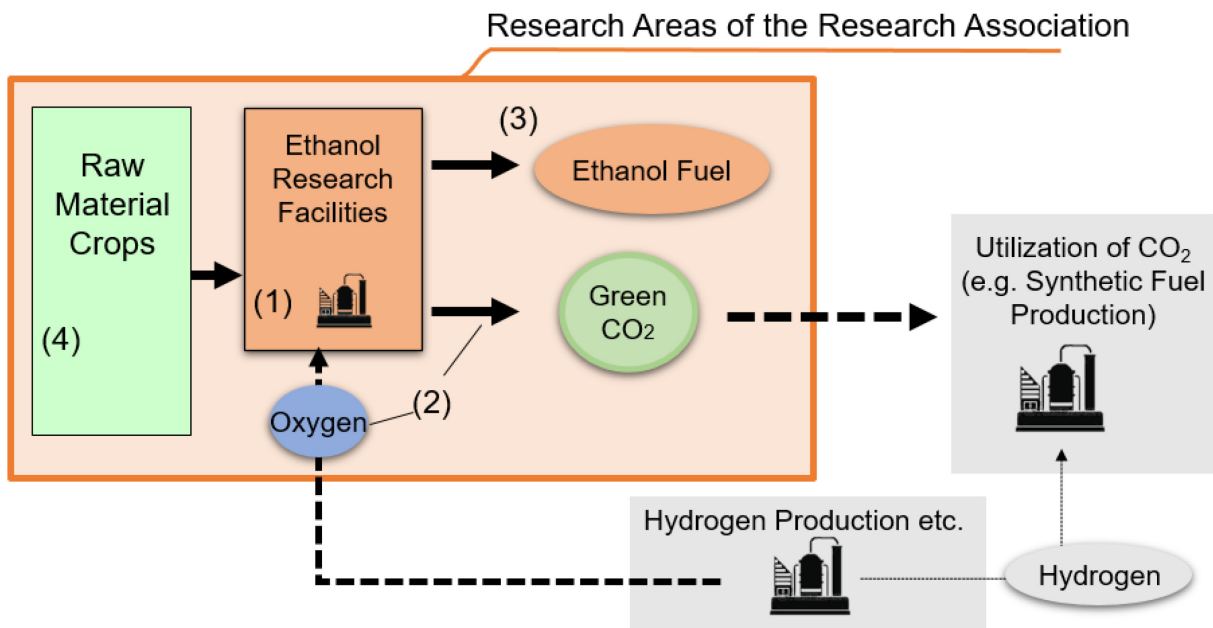 Research Areas of the Research Association
Raw
Material
Crops
(4)
Ethanol
Research
Facilities
(1)
(3)
Ethanol Fuel
Green
CO₂
(2)
Oxygen
Utilization of CO₂
(e.g. Synthetic Fuel
Production)
Hydrogen Production etc.
Hydrogen